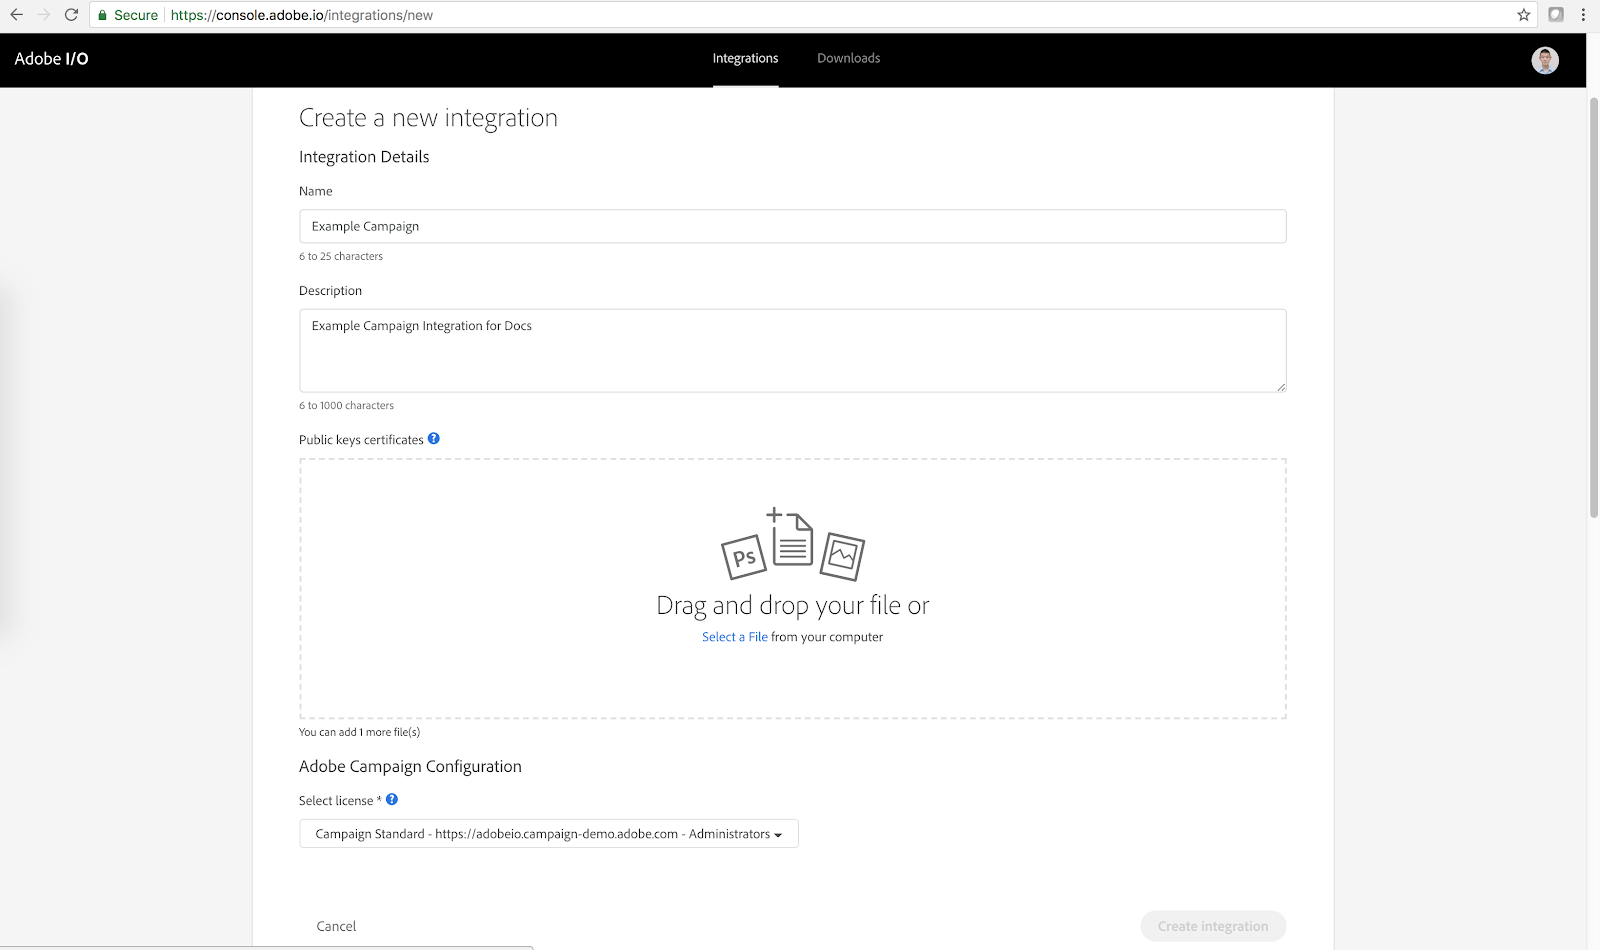 Secure https://console.adobe.io/integrations/new
Adobe I/O
Integrations
Downloads
Create a new integration
Integration Details
Name
Example Campaign
6 to 25 characters
Description
Example Campaign Integration for Docs
6 to 1000 characters
Public keys certificates ?
Ps
Drag and drop your file or
Select a File from your computer
You can add 1 more file(s)
Adobe Campaign Configuration
Select license * ?
Campaign Standard - https://adobeio.campaign-demo.adobe.com - Administrators
Cancel
Create integration